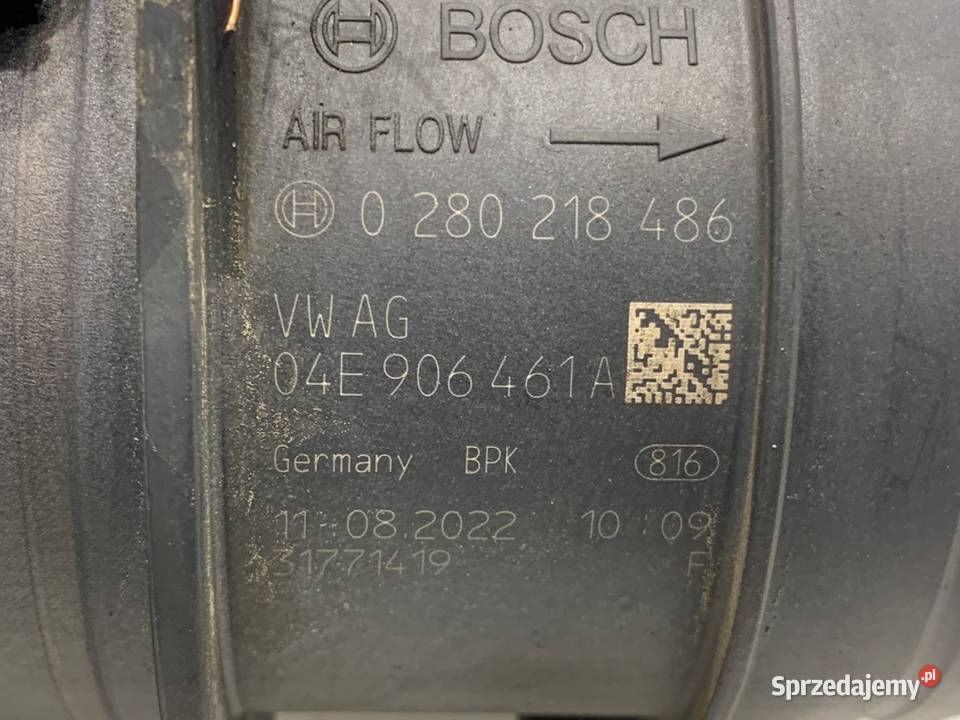 BOSCH
AIR FLOW
0 280 218 486
VW AG
04E 906 461 A
Germany BPK 816
11-08.2022 10 09
31771419 F
Sprzedajemy.pl